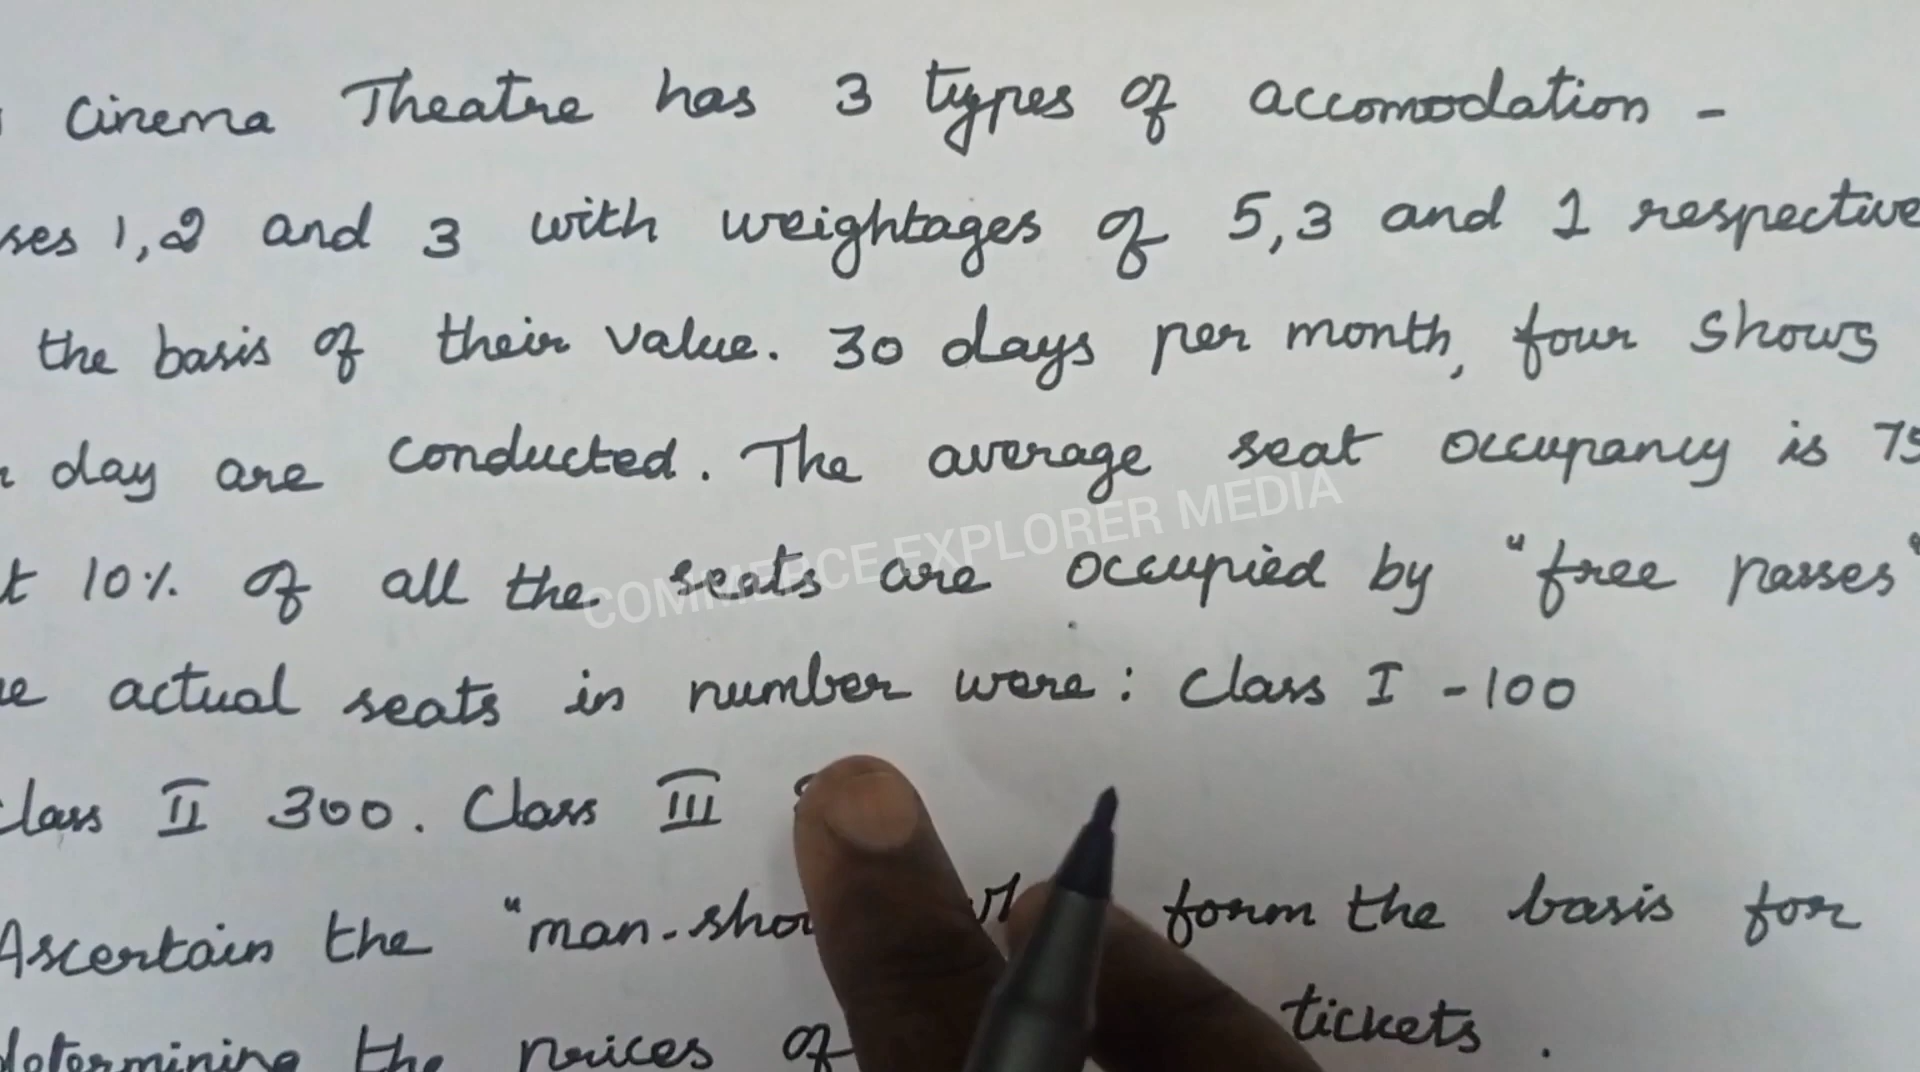 Cinema Theatre has 3 types of accomodation -
ses 1,2 and 3 with weightages of 5,3 and 1 respective
the basis of their value. 30 days per month, four shows
day are conducted. The average seat occupancy is 75
t 10% of all the seats are occupied by "free passes"
COMMERCE EXPLORER MEDIA
e actual seats in number were: Class I - 100
Class II 300. Class III
Ascertain the "man-sho form the basis for
determining the prices of tickets.